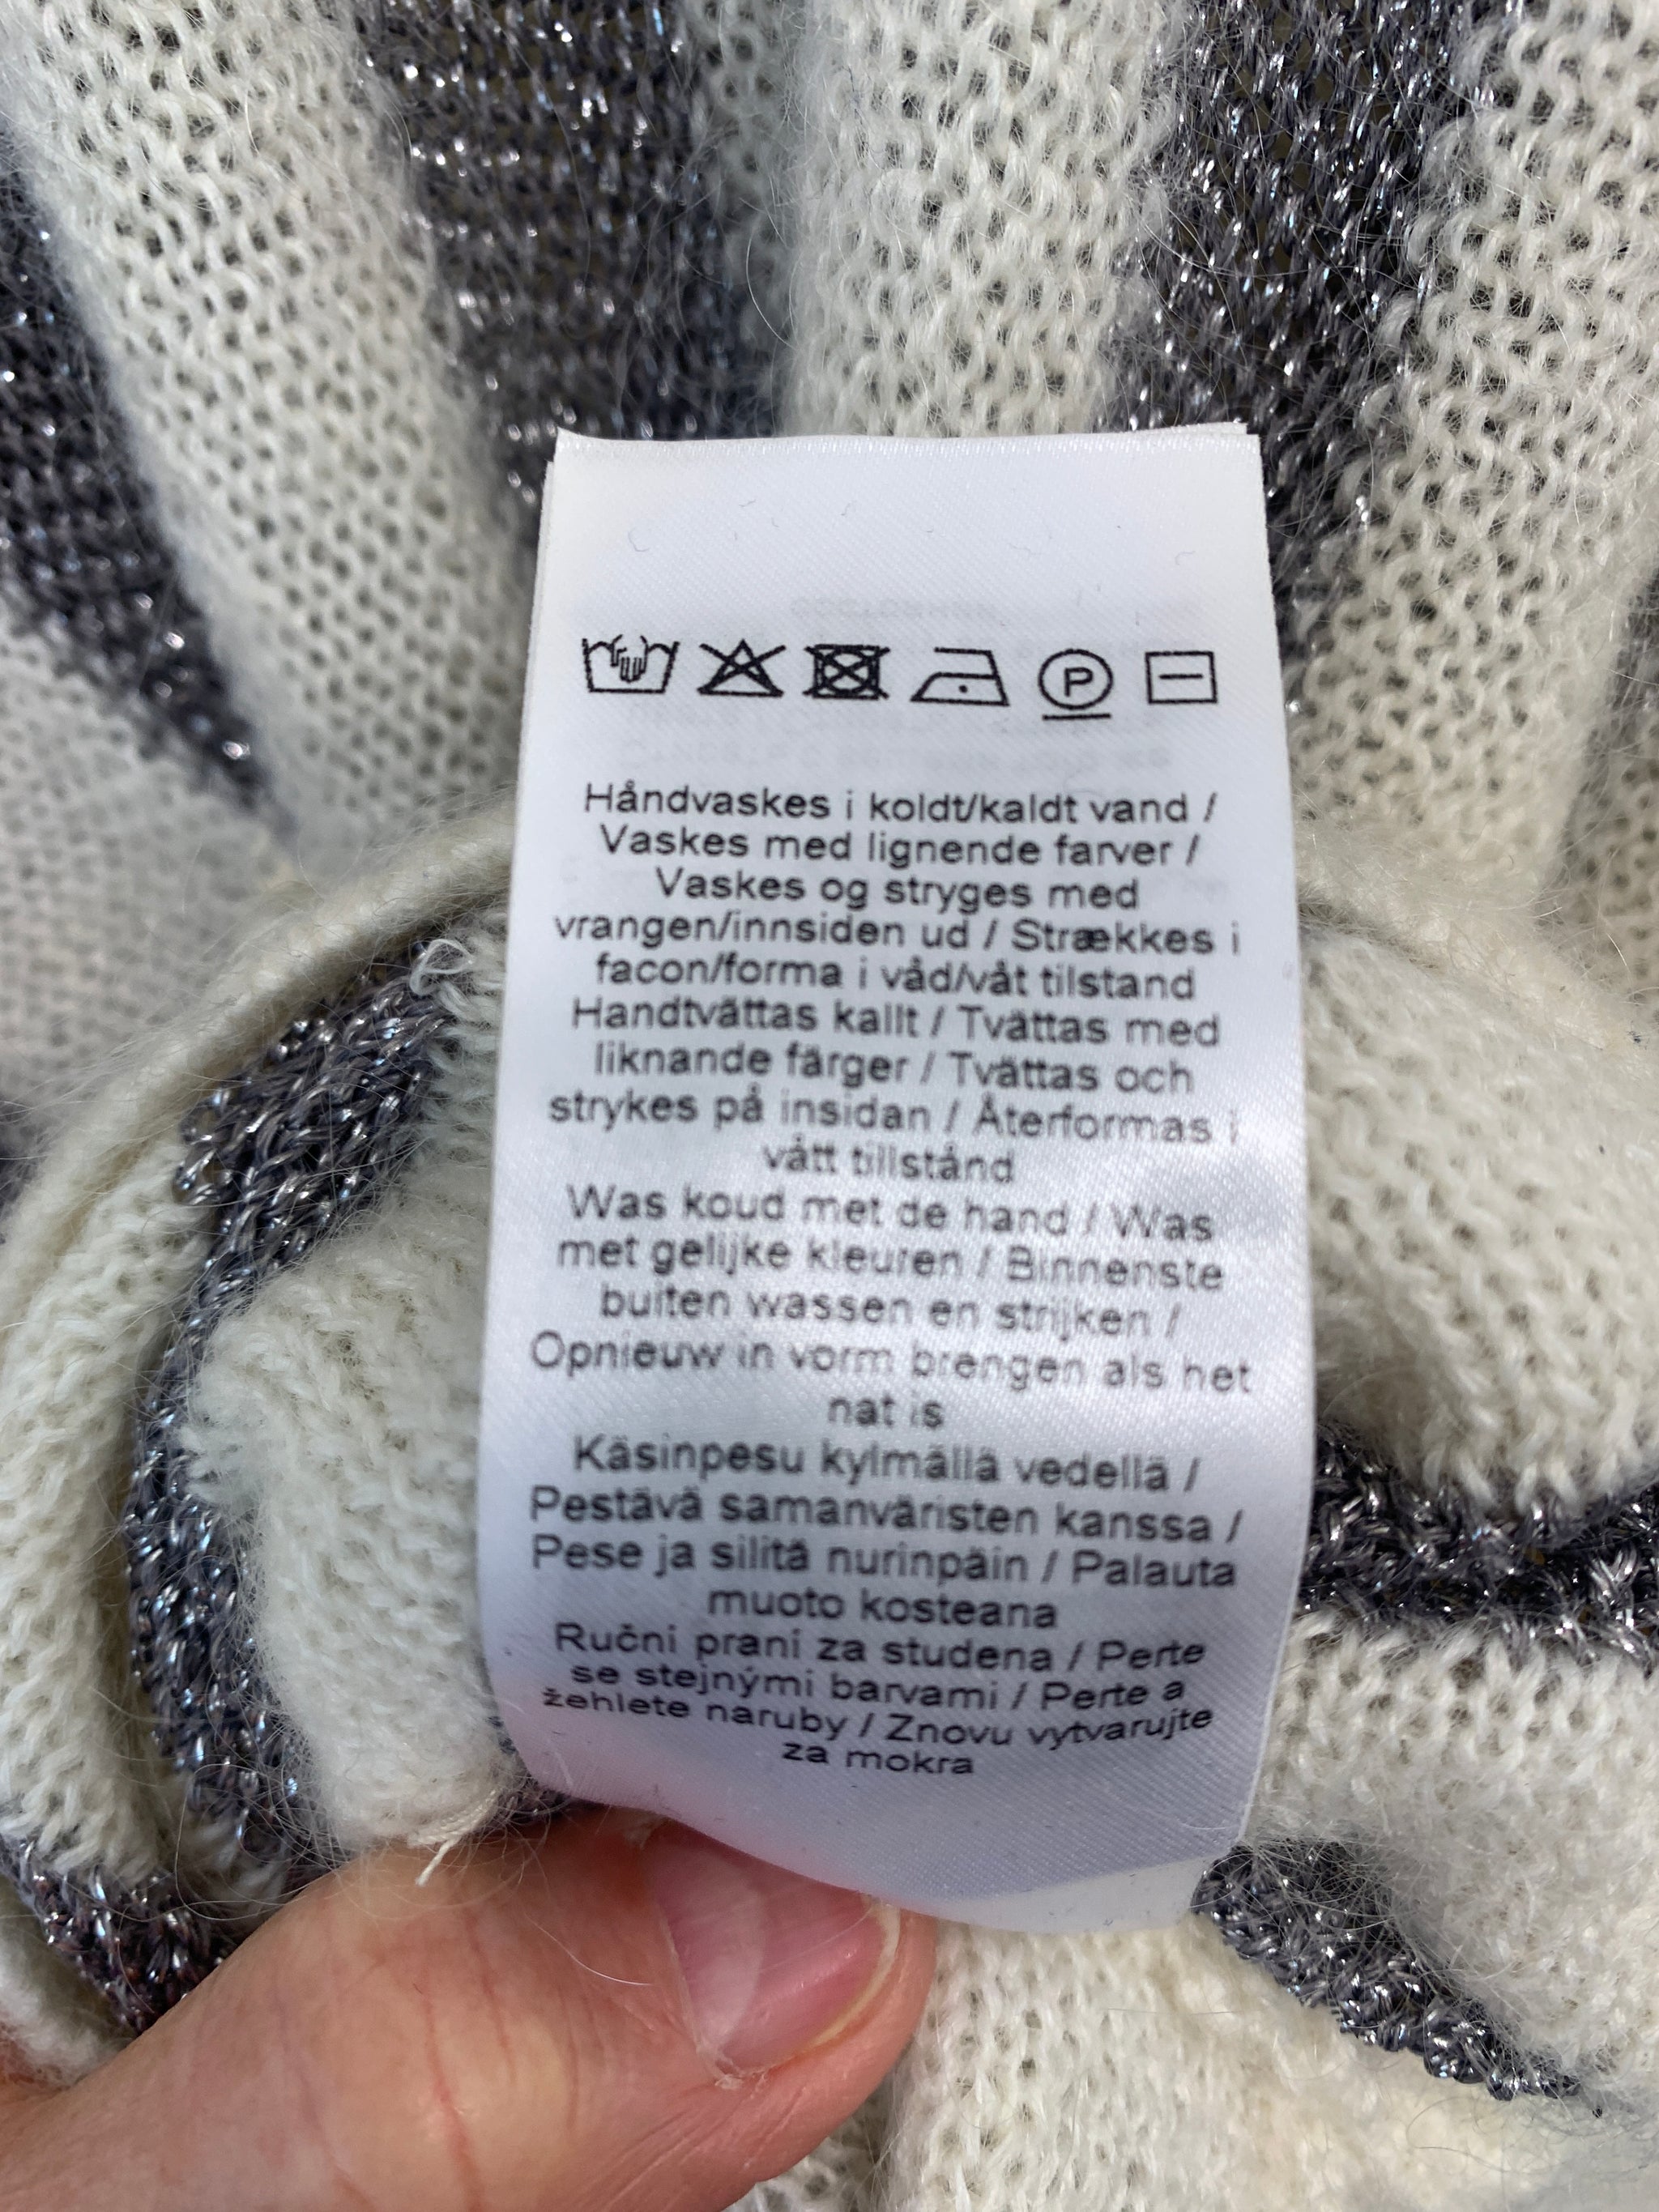 P
Håndvaskes i koldt/kaldt vand /
Vaskes med lignende farver /
Vaskes og stryges med
vrangen/innsiden ud / Strækkes i
facon/forma i våd/våt tilstand
Handtvättas kallt / Tvättas med
liknande färger / Tvättas och
strykes på insidan / Återformas i
vått tillstånd
Was koud met de hand / Was
met gelijke kleuren / Binnenste
buiten wassen en strijken /
Opnieuw in vorm brengen als het
nat is
Käsinpesu kylmällä vedellä /
Pestävä samanväristen kanssa /
Pese ja silitä nurinpäin / Palauta
muoto kosteana
Ruční praní za studena / Perte
se stejnými barvami / Perte a
žehlete naruby / Znovu vytvarujte
za mokra